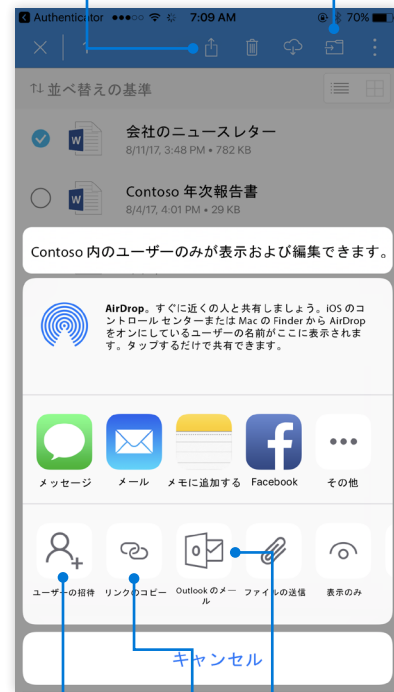 Authenticator 7:09 AM 70%
並べ替えの基準
会社のニュースレター
8/11/17, 3:48 PM • 782 KB
Contoso 年次報告書
8/4/17, 4:01 PM • 29 KB
Contoso 内のユーザーのみが表示および編集できます。
AirDrop。すぐに近くの人と共有しましょう。iOS のコ
ントロール センターまたは Mac の Finder から AirDrop
をオンにしているユーザーの名前がここに表示されま
す。タップするだけで共有できます。
メッセージ メール メモに追加する Facebook その他
ユーザーの招待 リンクのコピー Outlook のメー
ル ファイルの送信 表示のみ
キャンセル